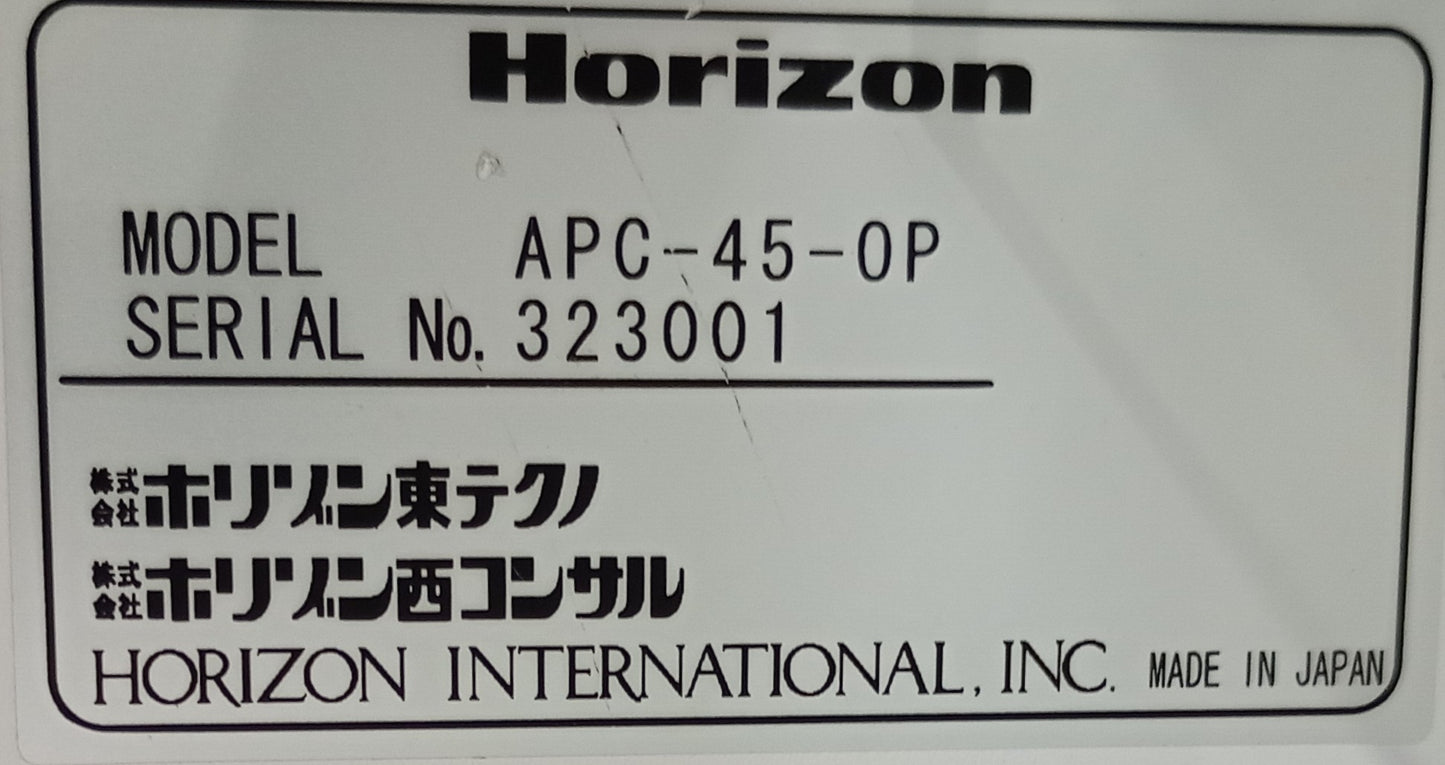 Horizon
MODEL APC-45-OP
SERIAL No. 323001
株式会社ホリゾン東テクノ
株式会社ホリゾン西コンサル
HORIZON INTERNATIONAL, INC. MADE IN JAPAN